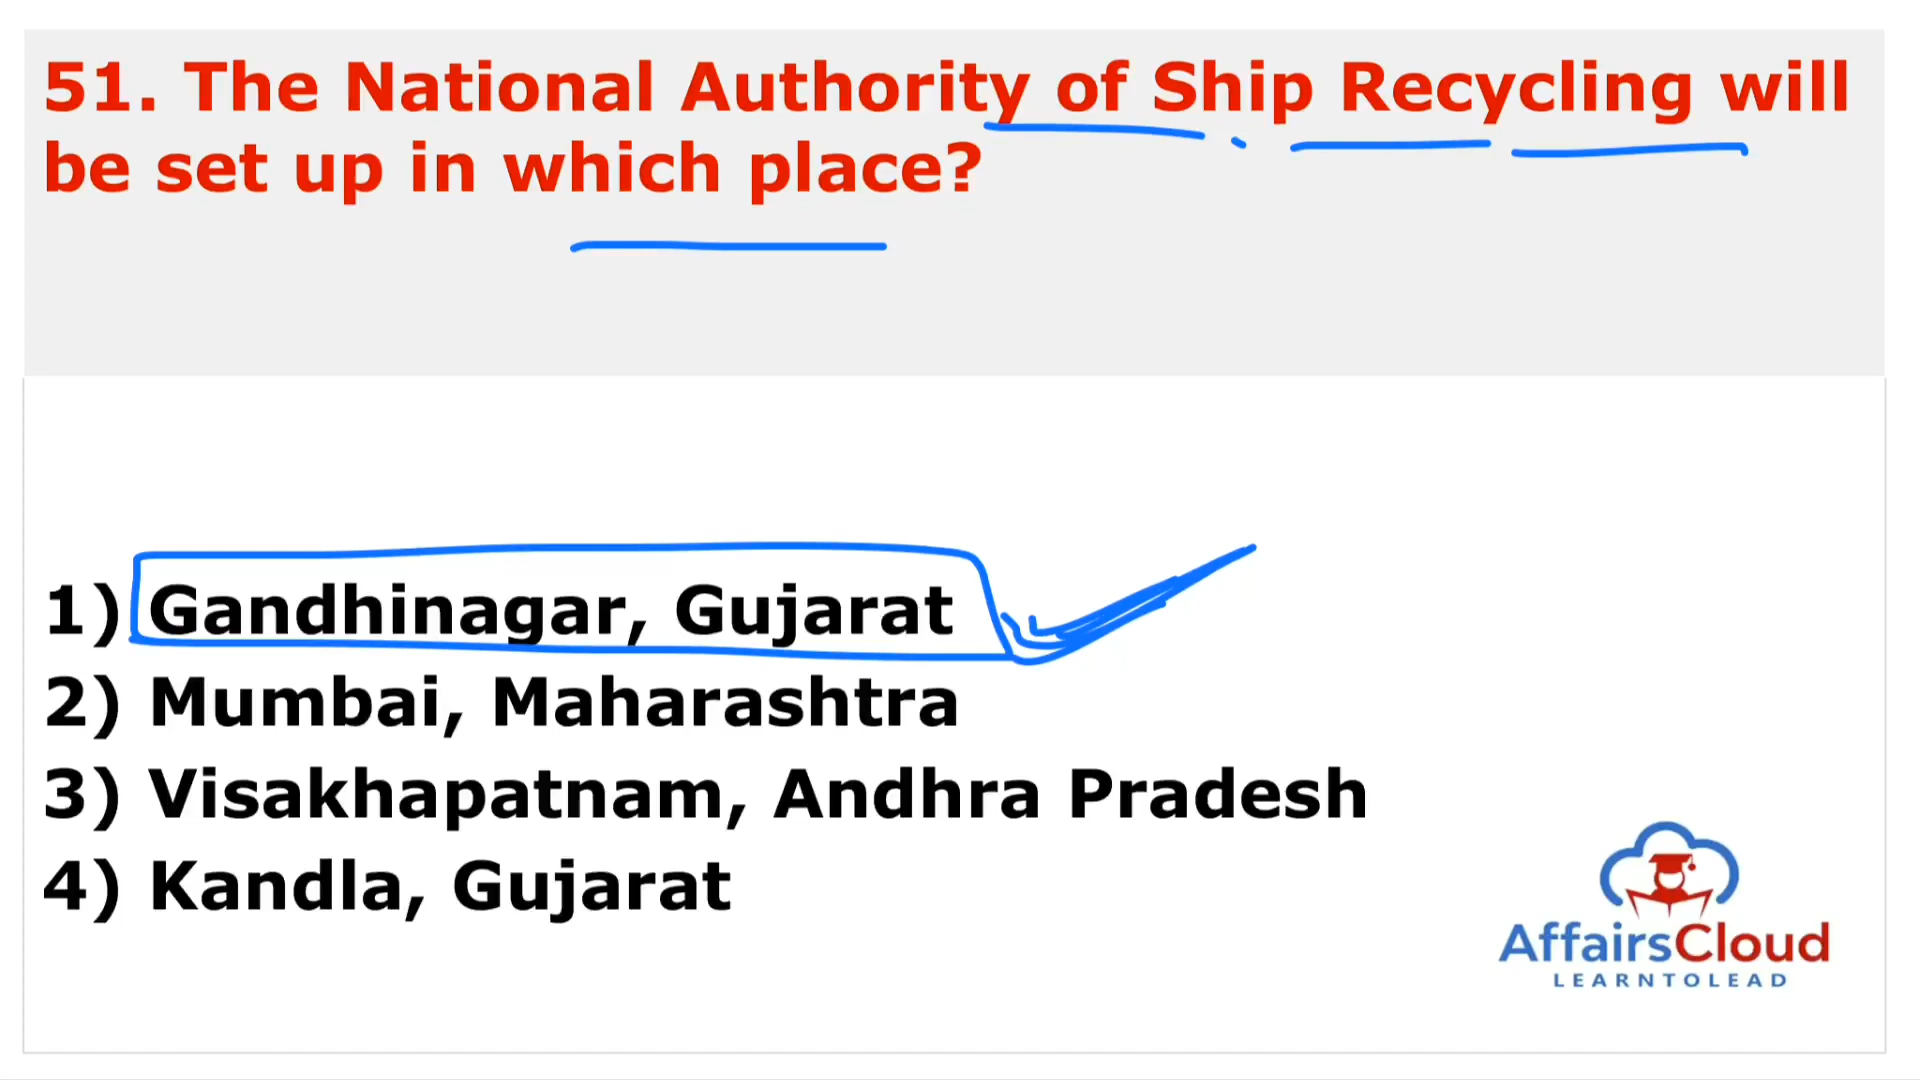 51. The National Authority of Ship Recycling will
be set up in which place?
1) Gandhinagar, Gujarat
2) Mumbai, Maharashtra
3) Visakhapatnam, Andhra Pradesh
4) Kandla, Gujarat
AffairsCloud
LEARNTOLEAD